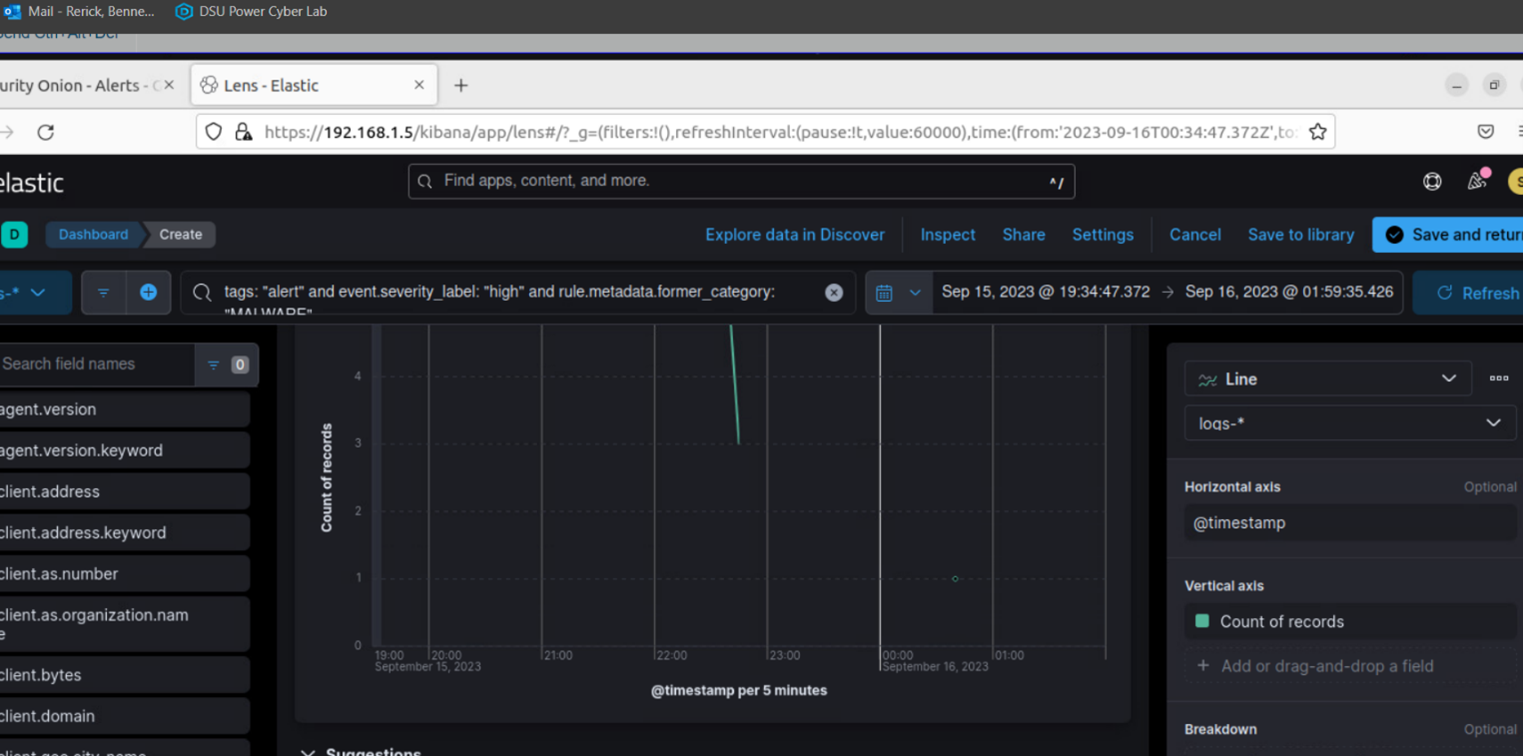 Mail - Rerick, Benne... DSU Power Cyber Lab
Send Ctrl+Alt+Del
urity Onion - Alerts - Lens - Elastic
https://192.168.1.5/kibana/app/lens#/?_g=(filters:!(),refreshInterval:(pause:!t,value:60000),time:(from:'2023-09-16T00:34:47.372Z',to:
elastic Find apps, content, and more. ^/ S
D Dashboard Create Explore data in Discover Inspect Share Settings Cancel Save to library Save and return
s-* tags: "alert" and event.severity_label: "high" and rule.metadata.former_category: Sep 15, 2023 @ 19:34:47.372 → Sep 16, 2023 @ 01:59:35.426 Refresh
"MALWARE"
Search field names 0
agent.version
agent.version.keyword
client.address
client.address.keyword
client.as.number
client.as.organization.nam
e
client.bytes
client.domain
client.geo.city_name
Count of records
4
3
2
1
0
19:00 20:00 21:00 22:00 23:00 00:00 01:00
September 15, 2023 September 16, 2023
@timestamp per 5 minutes
Suggestions
Line
logs-*
Horizontal axis Optional
@timestamp
Vertical axis
Count of records
+ Add or drag-and-drop a field
Breakdown Optional